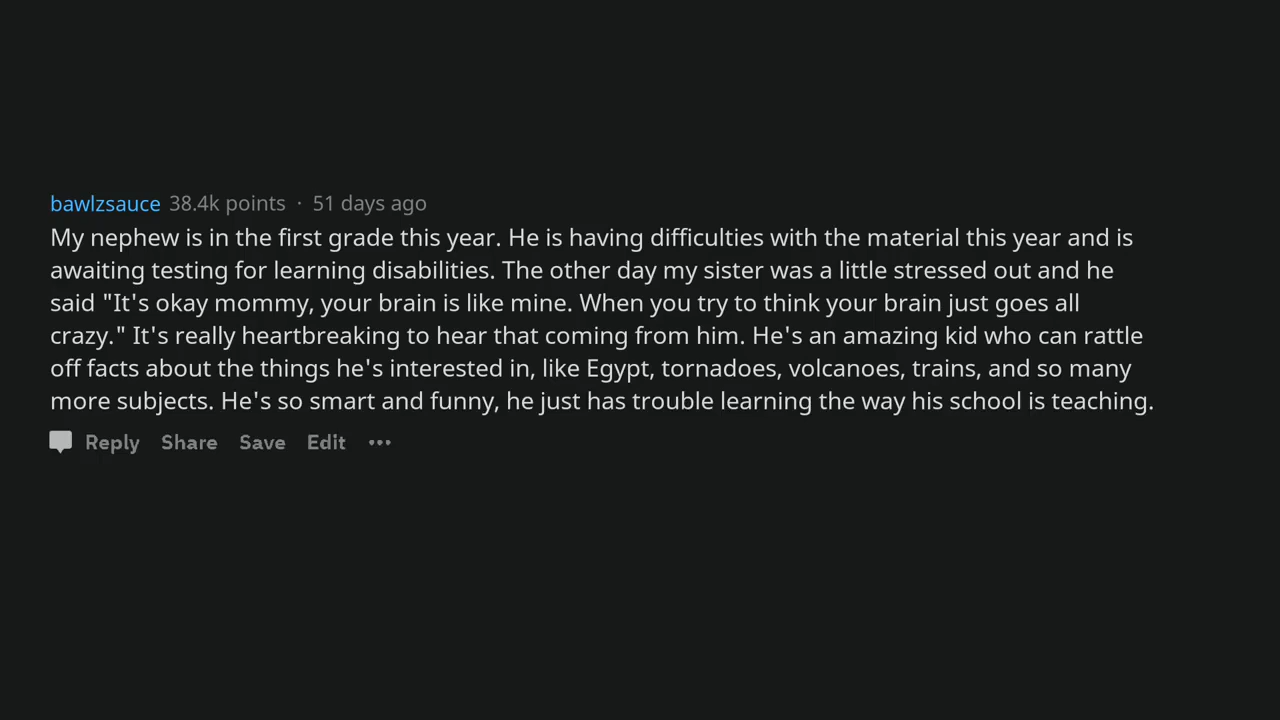 bawlzsauce 38.4k points · 51 days ago
My nephew is in the first grade this year. He is having difficulties with the material this year and is
awaiting testing for learning disabilities. The other day my sister was a little stressed out and he
said "It's okay mommy, your brain is like mine. When you try to think your brain just goes all
crazy." It's really heartbreaking to hear that coming from him. He's an amazing kid who can rattle
off facts about the things he's interested in, like Egypt, tornadoes, volcanoes, trains, and so many
more subjects. He's so smart and funny, he just has trouble learning the way his school is teaching.
Reply Share Save Edit •••